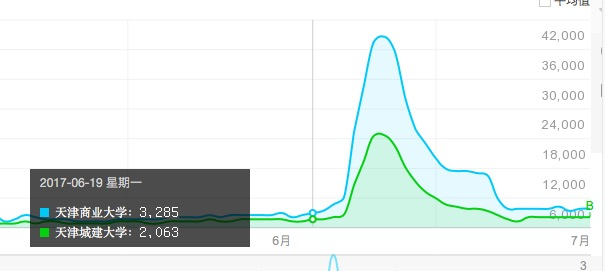 平均值
42,000
36,000
30,000
24,000
18,000
12,000
6,000
B
2017-06-19 星期一
天津商业大学: 3,285
天津城建大学: 2,063
6月
7月
3